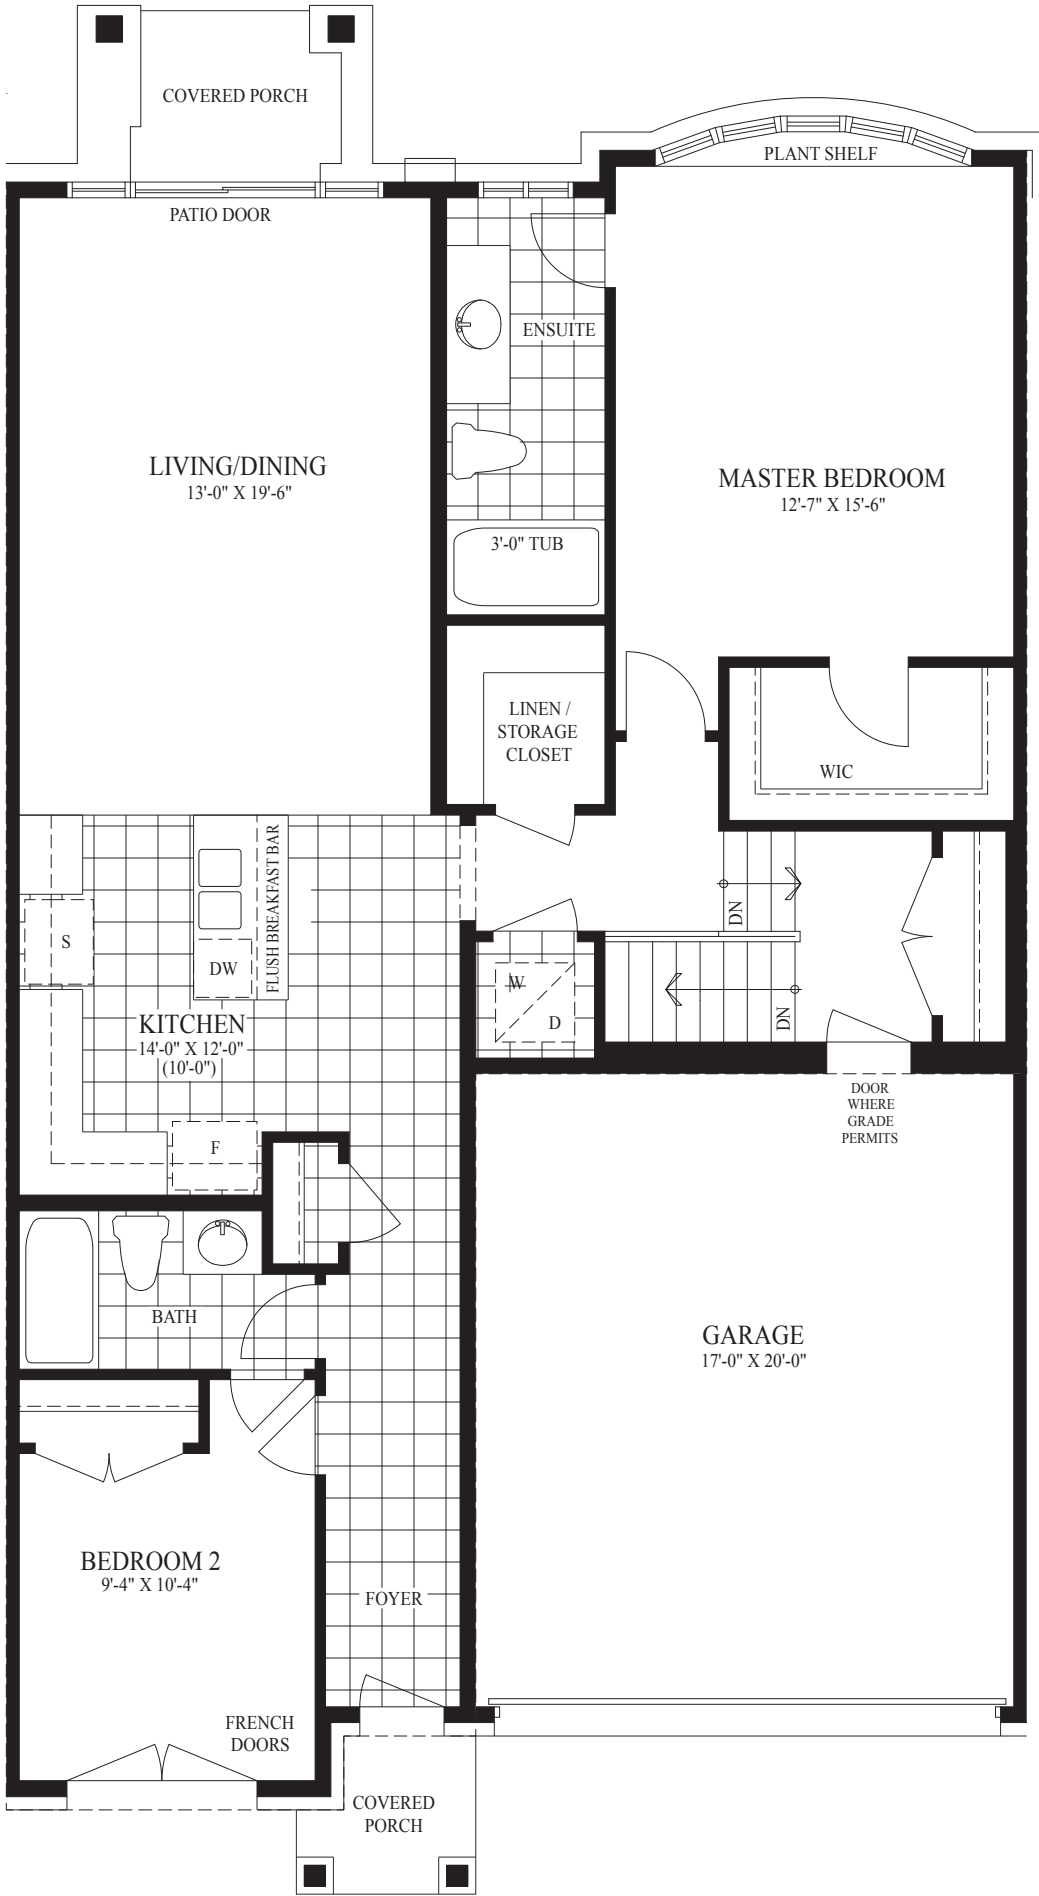 COVERED PORCH
PLANT SHELF
PATIO DOOR
ENSUITE
LIVING/DINING
13'-0" X 19'-6"
MASTER BEDROOM
12'-7" X 15'-6"
3'-0" TUB
LINEN /
STORAGE
CLOSET
WIC
FLUSH BREAKFAST BAR
S
DW
DN
W
D
DN
KITCHEN
14'-0" X 12'-0"
(10'-0")
DOOR
WHERE
GRADE
PERMITS
F
BATH
GARAGE
17'-0" X 20'-0"
BEDROOM 2
9'-4" X 10'-4"
FOYER
FRENCH
DOORS
COVERED
PORCH